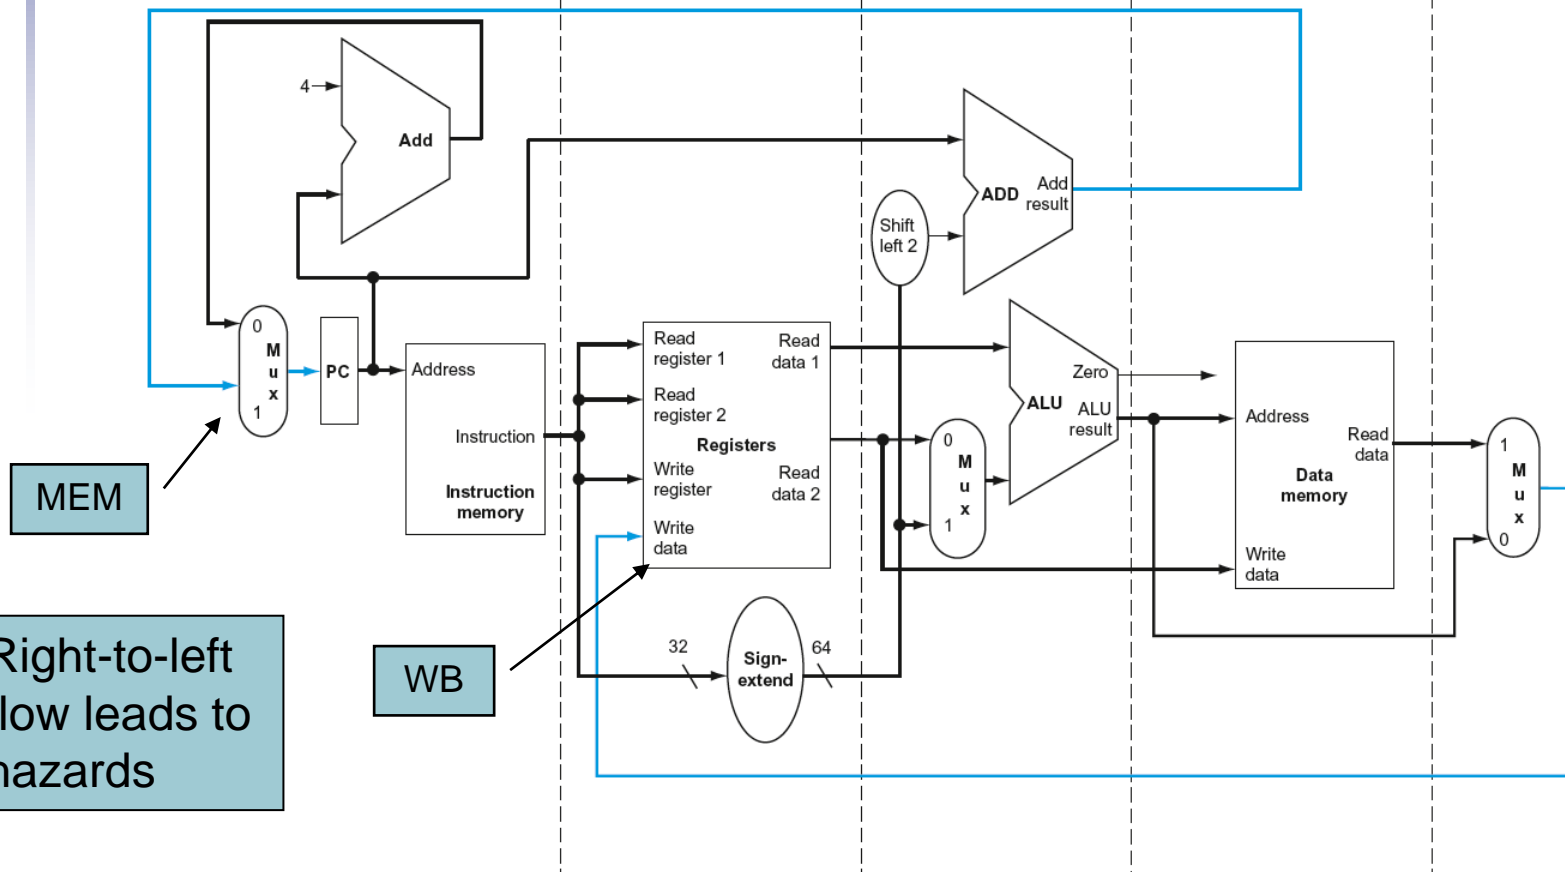 4
Add
ADD
Add
result
Shift
left 2
0
M
u
x
1
PC
Address
Instruction
Instruction
memory
Read
register 1
Read
register 2
Write
register
Write
data
Registers
Read
data 1
Read
data 2
0
M
u
x
1
Zero
ALU
ALU
result
Address
Read
data
Data
memory
Write
data
1
M
u
x
0
MEM
WB
32
Sign-
extend
64
Right-to-left
low leads to
hazards